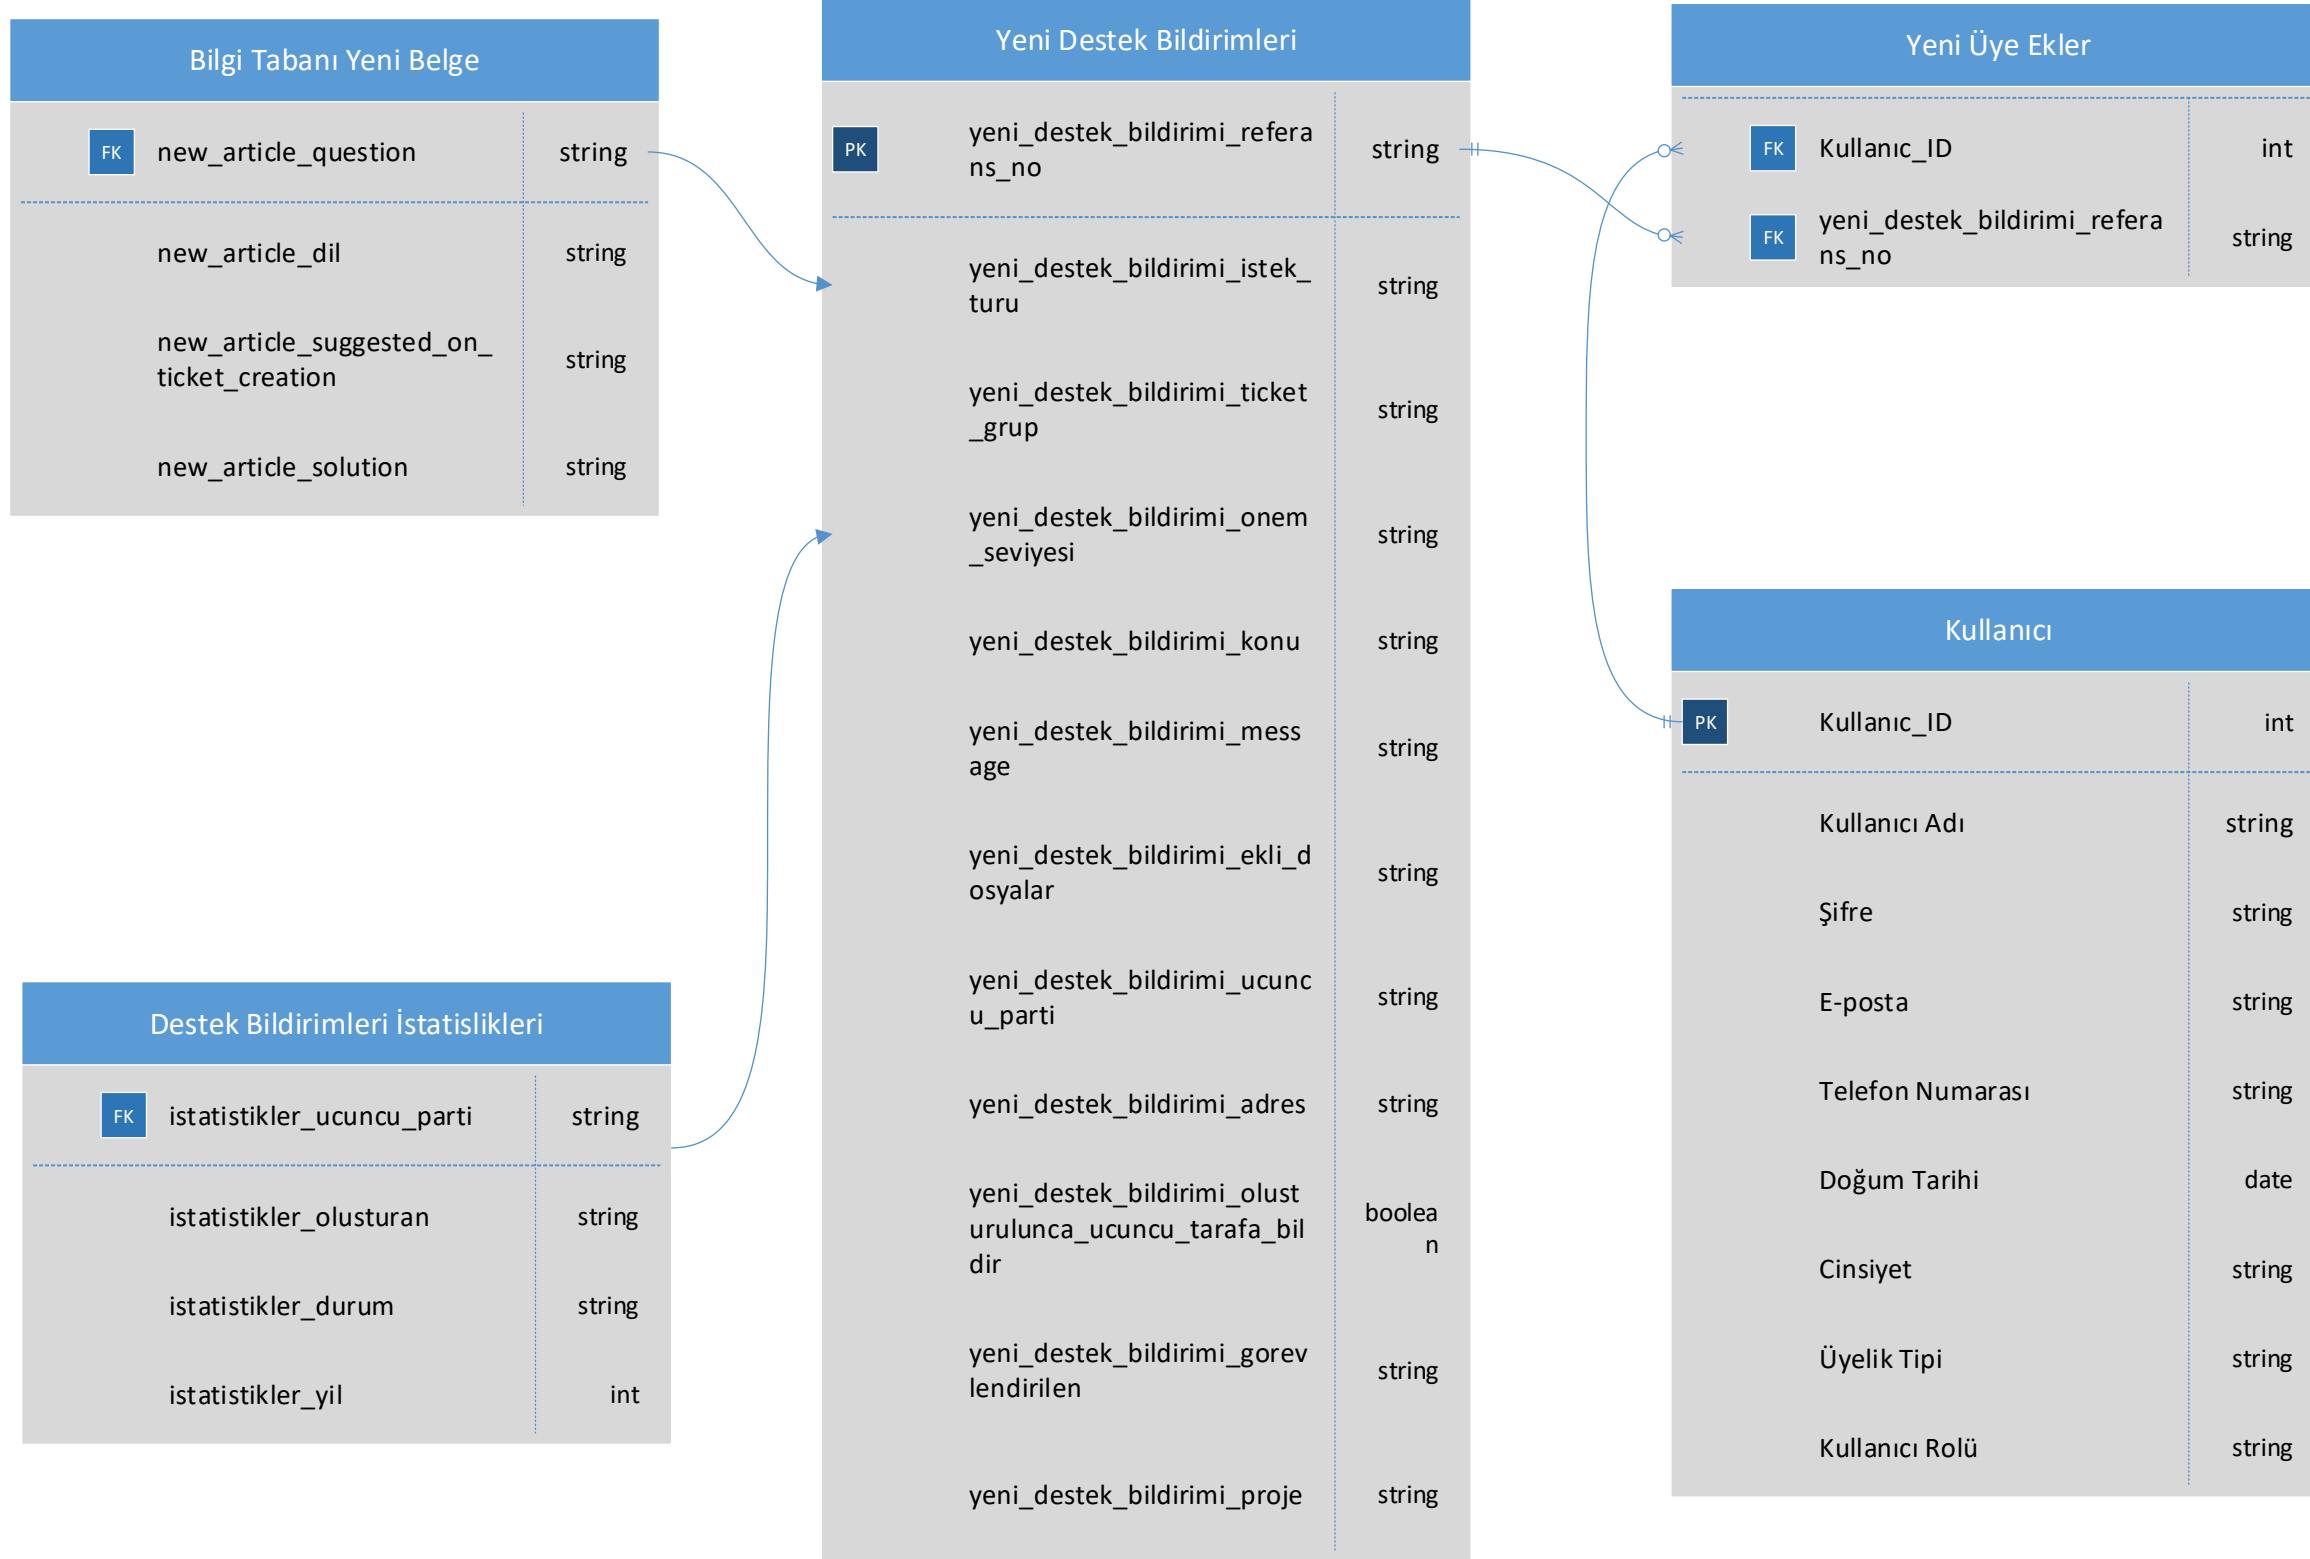 Bilgi Tabanı Yeni Belge
FK new_article_question string
new_article_dil string
new_article_suggested_on_
ticket_creation string
new_article_solution string
Destek Bildirimleri İstatislikleri
FK istatistikler_ucuncu_parti string
istatistikler_olusturan string
istatistikler_durum string
istatistikler_yil int
Yeni Destek Bildirimleri
PK yeni_destek_bildirimi_refera
ns_no string
yeni_destek_bildirimi_istek_
turu string
yeni_destek_bildirimi_ticket
_grup string
yeni_destek_bildirimi_onem
_seviyesi string
yeni_destek_bildirimi_konu string
yeni_destek_bildirimi_mess
age string
yeni_destek_bildirimi_ekli_d
osyalar string
yeni_destek_bildirimi_ucunc
u_parti string
yeni_destek_bildirimi_adres string
yeni_destek_bildirimi_olust
urulunca_ucuncu_tarafa_bil boolea
dir n
yeni_destek_bildirimi_gorev
lendirilen string
yeni_destek_bildirimi_proje string
Yeni Üye Ekler
FK Kullanıc_ID int
FK yeni_destek_bildirimi_refera
ns_no string
Kullanıcı
PK Kullanıc_ID int
Kullanıcı Adı string
Şifre string
E-posta string
Telefon Numarası string
Doğum Tarihi date
Cinsiyet string
Üyelik Tipi string
Kullanıcı Rolü string